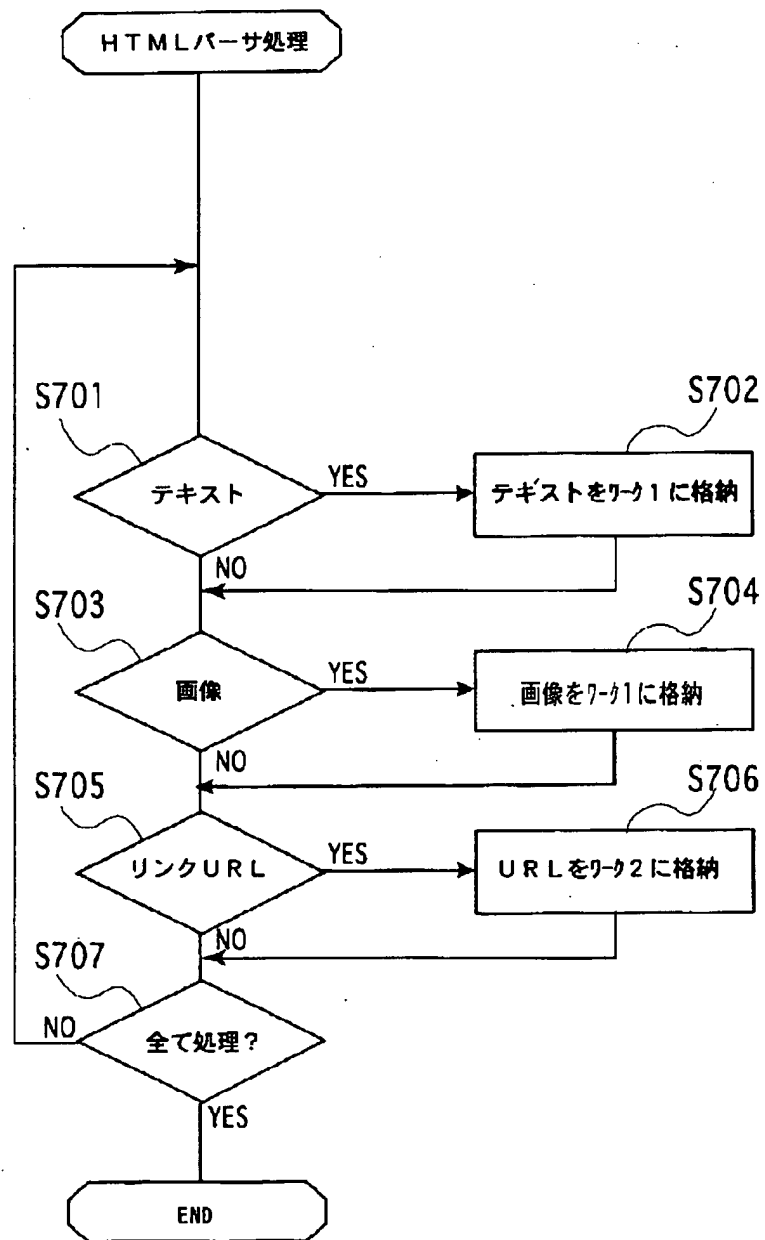 HTMLパーサ処理
S701
S702
テキスト
YES
テキストをワーク1に格納
NO
S703
S704
画像
YES
画像をワーク1に格納
NO
S705
S706
リンクURL
YES
URLをワーク2に格納
NO
S707
NO
全て処理?
YES
END